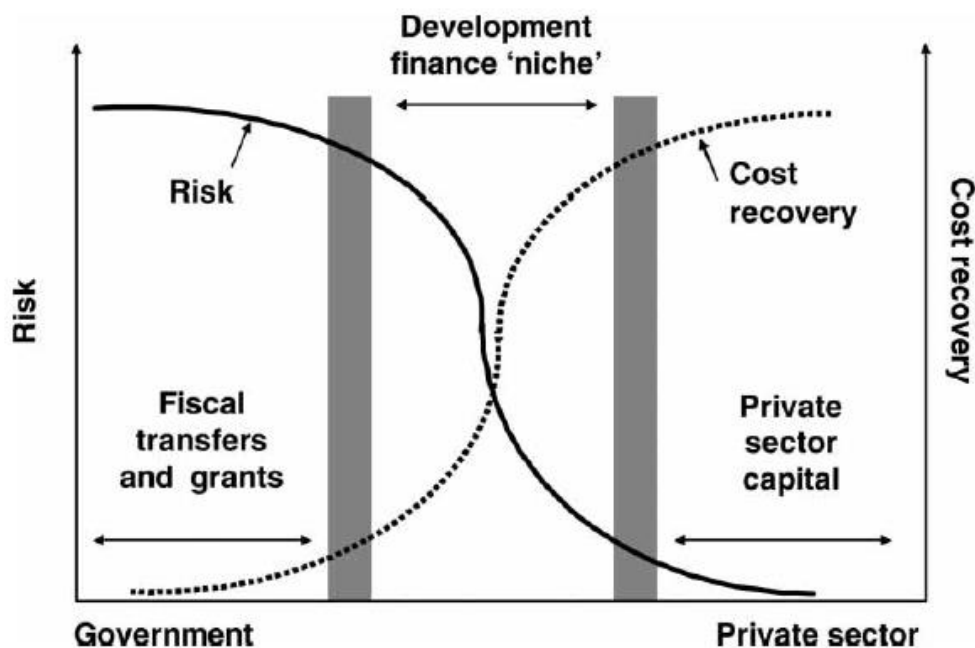 Development
finance 'niche'
Risk
Cost
recovery
Risk
Cost recovery
Fiscal
transfers
and grants
Private
sector
capital
Government
Private sector